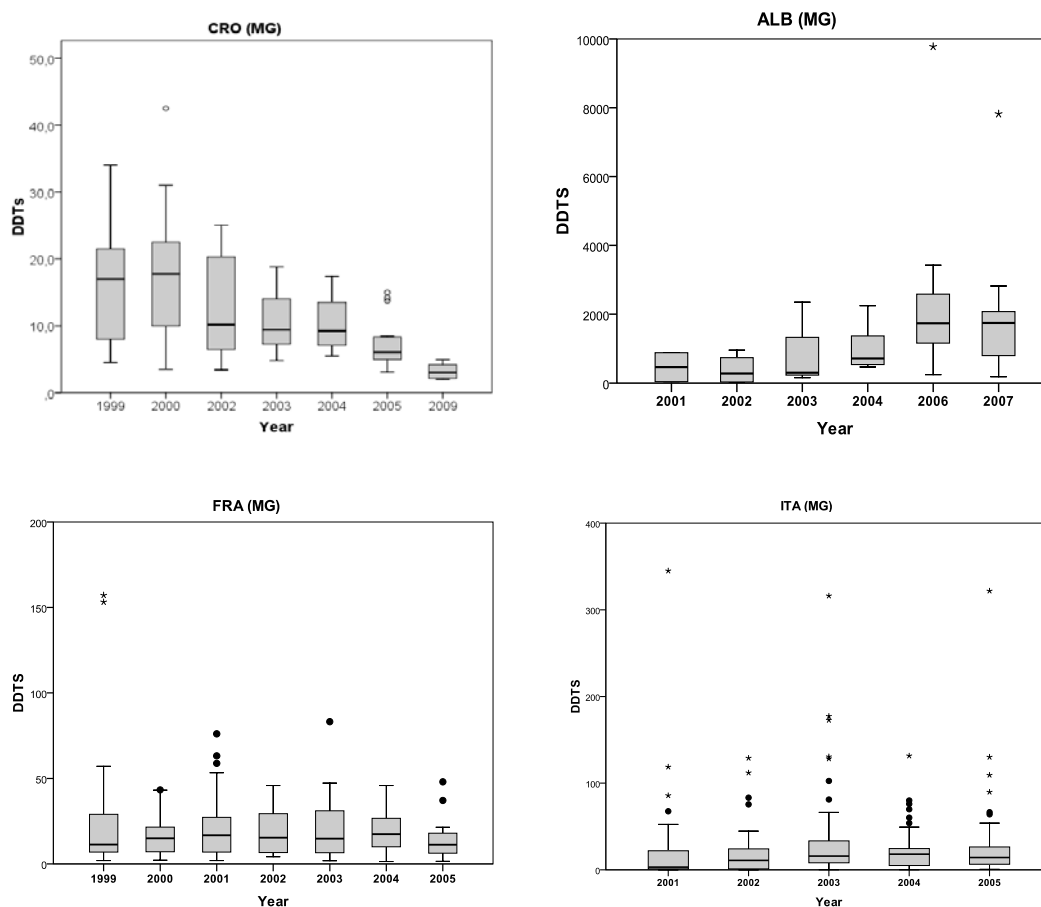 CRO (MG)
50,0
40,0
30,0
20,0
10,0
,0
DDTs
1999 2000 2002 2003 2004 2005 2009
Year
ALB (MG)
10000
8000
6000
4000
2000
0
DDTS
2001 2002 2003 2004 2006 2007
Year
FRA (MG)
200
150
100
50
0
DDTS
1999 2000 2001 2002 2003 2004 2005
Year
ITA (MG)
400
300
200
100
0
DDTS
2001 2002 2003 2004 2005
Year